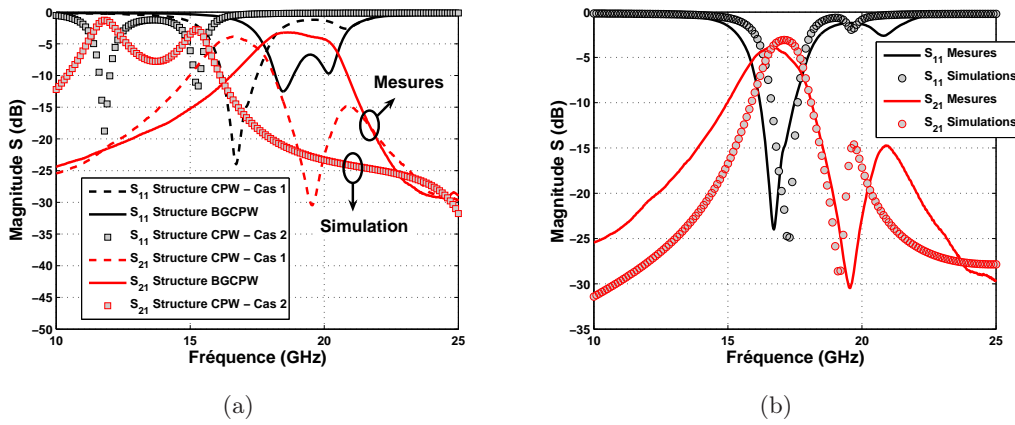 0
−5
−10
−15
−20
−25
−30
−35
−40
−45
−50
10
15
20
25
Magnitude S (dB)
Fréquence (GHz)
Mesures
Simulation
S11 Structure CPW − Cas 1
S11 Structure BGCPW
S11 Structure CPW − Cas 2
S21 Structure CPW − Cas 1
S21 Structure BGCPW
S21 Structure CPW − Cas 2
(a)
0
−5
−10
−15
−20
−25
−30
−35
10
15
20
25
Magnitude S (dB)
Fréquence (GHz)
S11 Mesures
S11 Simulations
S21 Mesures
S21 Simulations
(b)